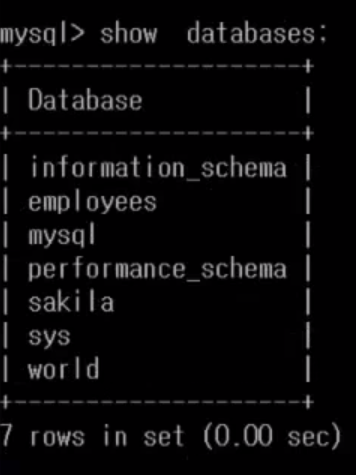 mysql> show  databases;
+--------------------+
| Database           |
+--------------------+
| information_schema |
| employees          |
| mysql              |
| performance_schema |
| sakila             |
| sys                |
| world              |
+--------------------+
7 rows in set (0.00 sec)